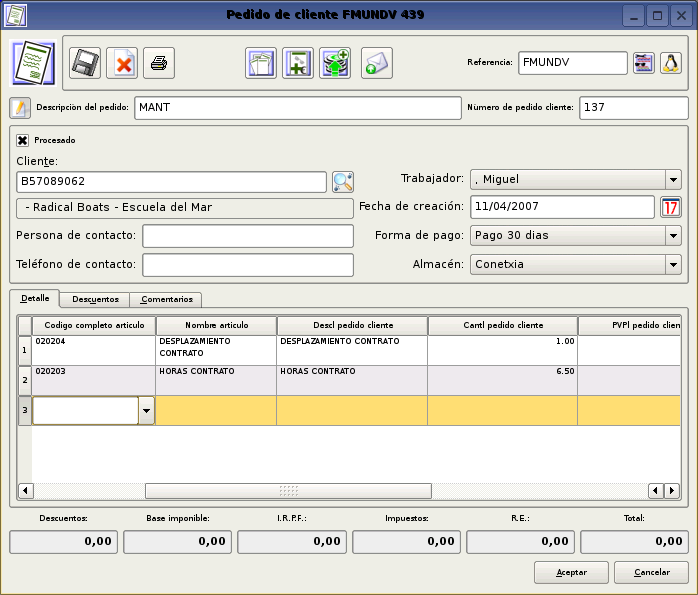 Pedido de cliente FMUNDV 439
Referencia: FMUNDV
Descripción del pedido: MANT Número de pedido cliente: 137
Procesado
Cliente:
B57089062
Trabajador: , Miguel
- Radical Boats - Escuela del Mar
Fecha de creación: 11/04/2007 17
Persona de contacto:
Forma de pago: Pago 30 dias
Teléfono de contacto:
Almacén: Conetxia
Detalle Descuentos Comentarios
Codigo completo articulo Nombre articulo Descl pedido cliente Cantl pedido cliente PVPl pedido clien
1 020204 DESPLAZAMIENTO CONTRATO DESPLAZAMIENTO CONTRATO 1.00
2 020203 HORAS CONTRATO HORAS CONTRATO 6.50
3
Descuentos: Base imponible: I.R.P.F.: Impuestos: R.E.: Total:
0,00 0,00 0,00 0,00 0,00 0,00
Aceptar Cancelar